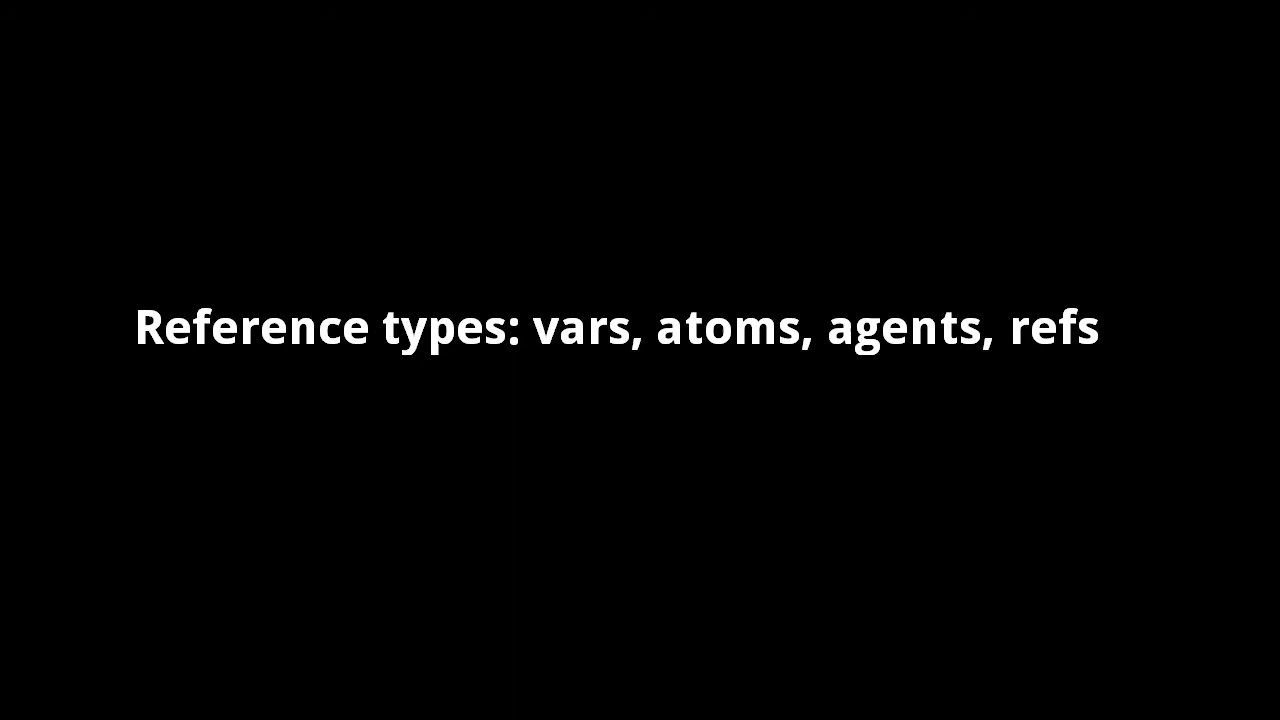 Reference types: vars, atoms, agents, refs